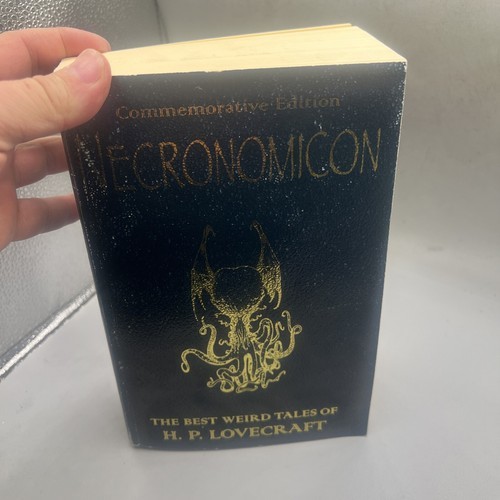 Commemorative Edition
NECRONOMICON
THE BEST WEIRD TALES OF
H. P. LOVECRAFT